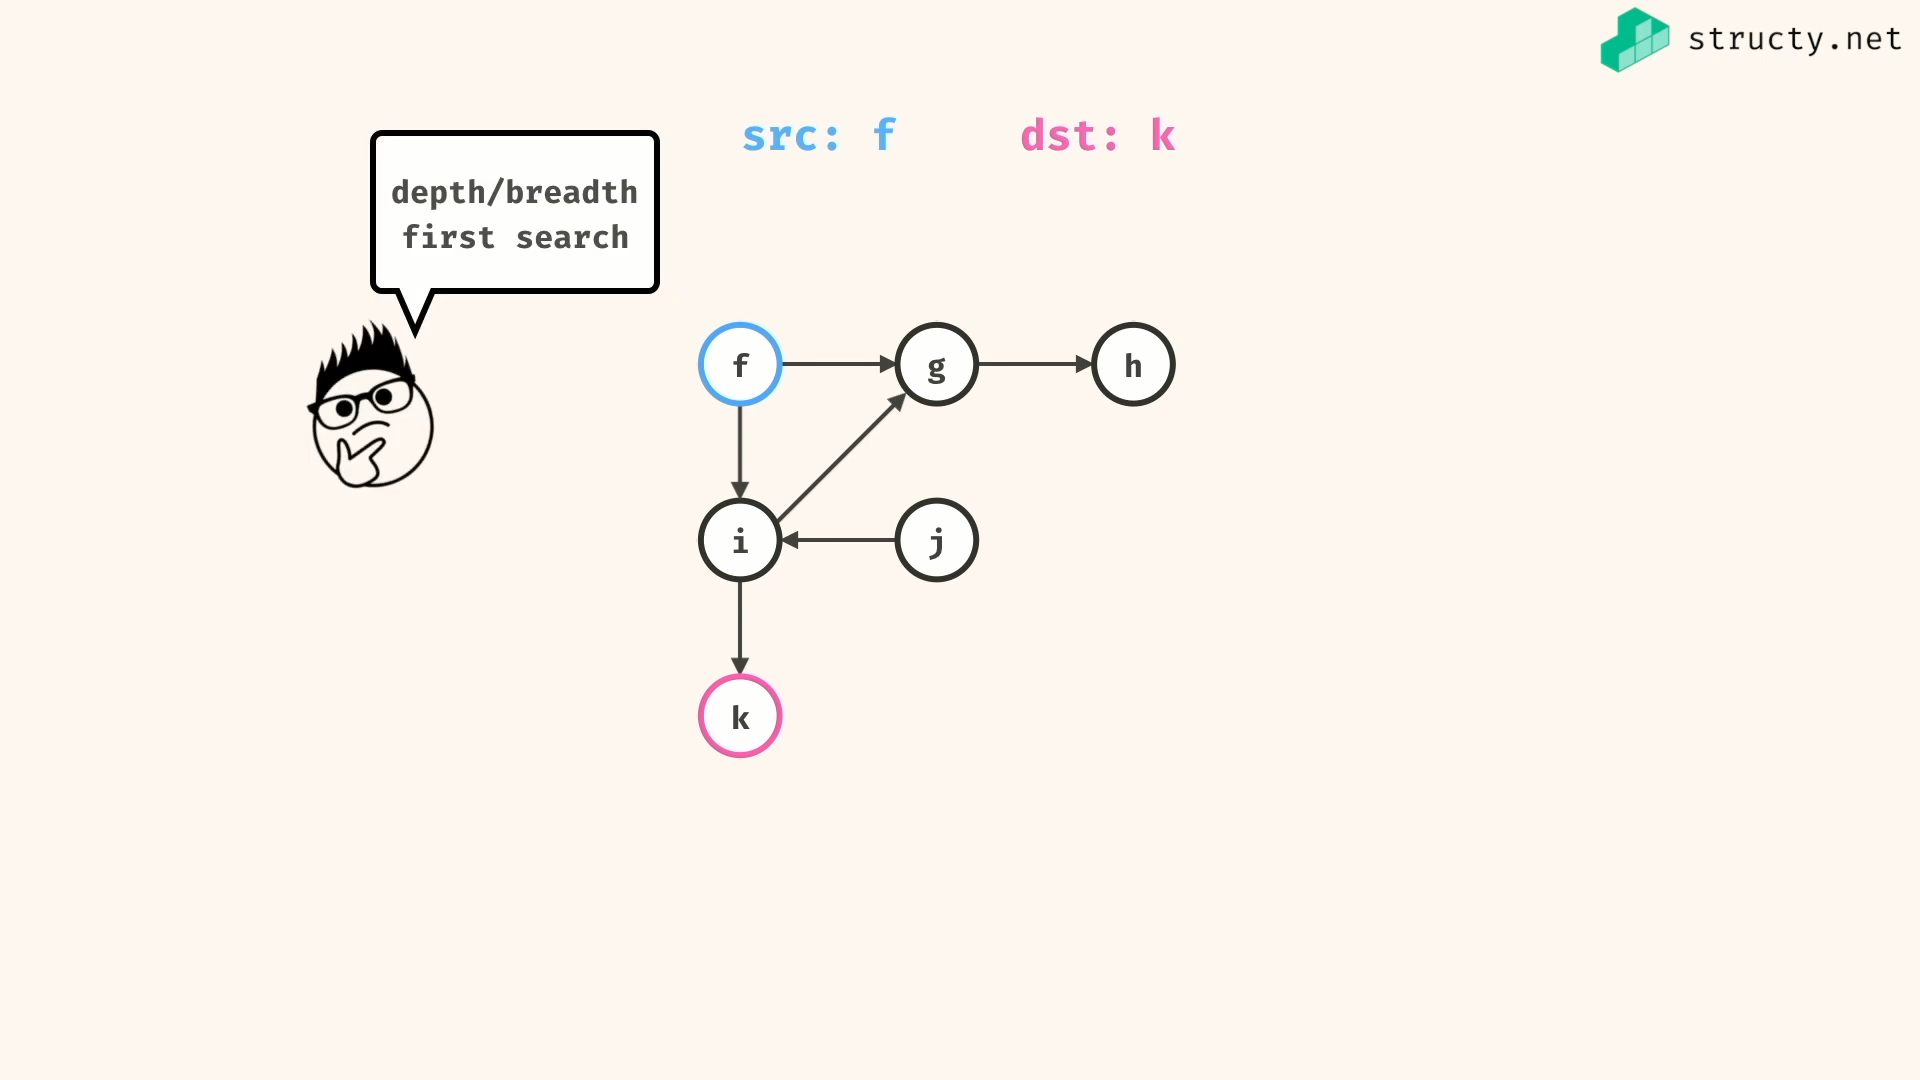 structy.net
src: f
dst: k
depth/breadth
first search
f
g
h
i
j
k